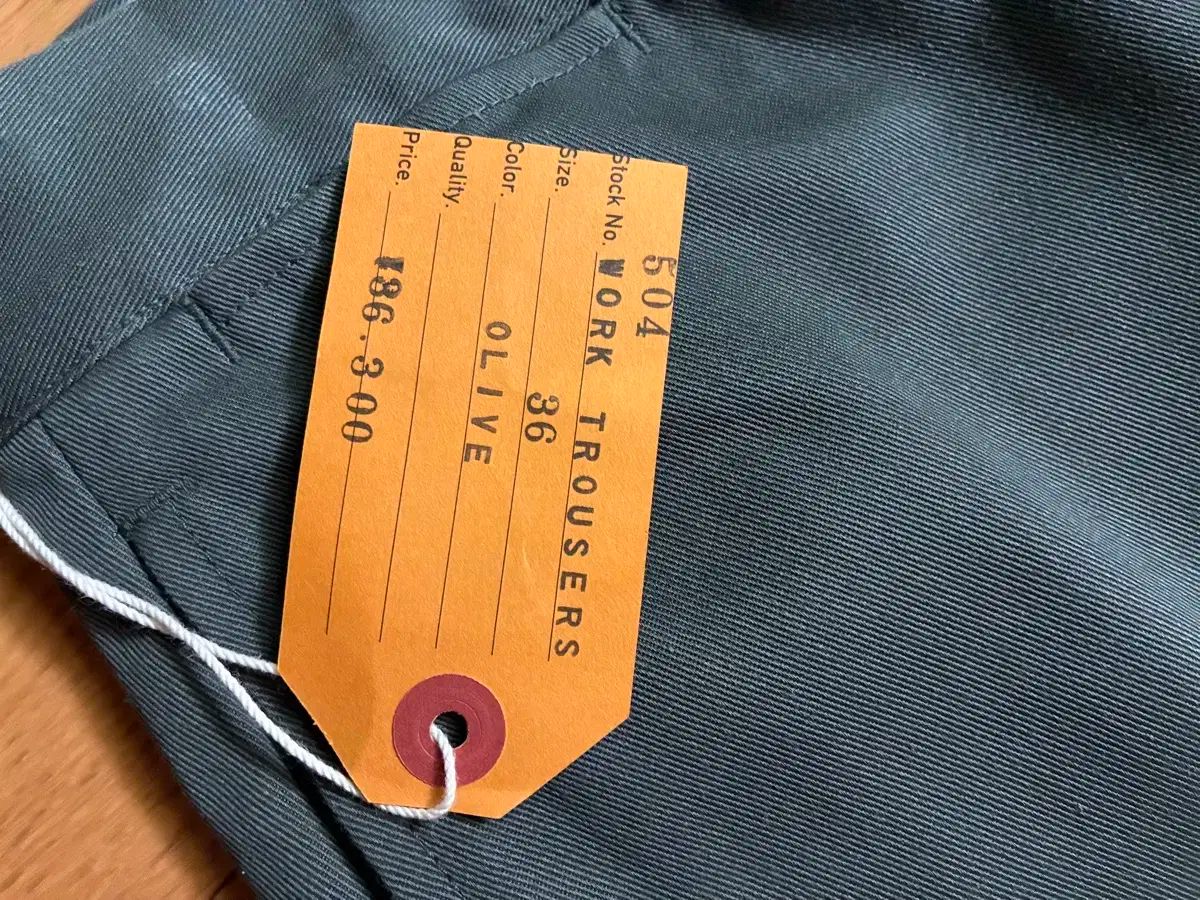 504
Stock No. WORK TROUSERS
Size. 36
Color. OLIVE
Quality.
Price. ₩86.300